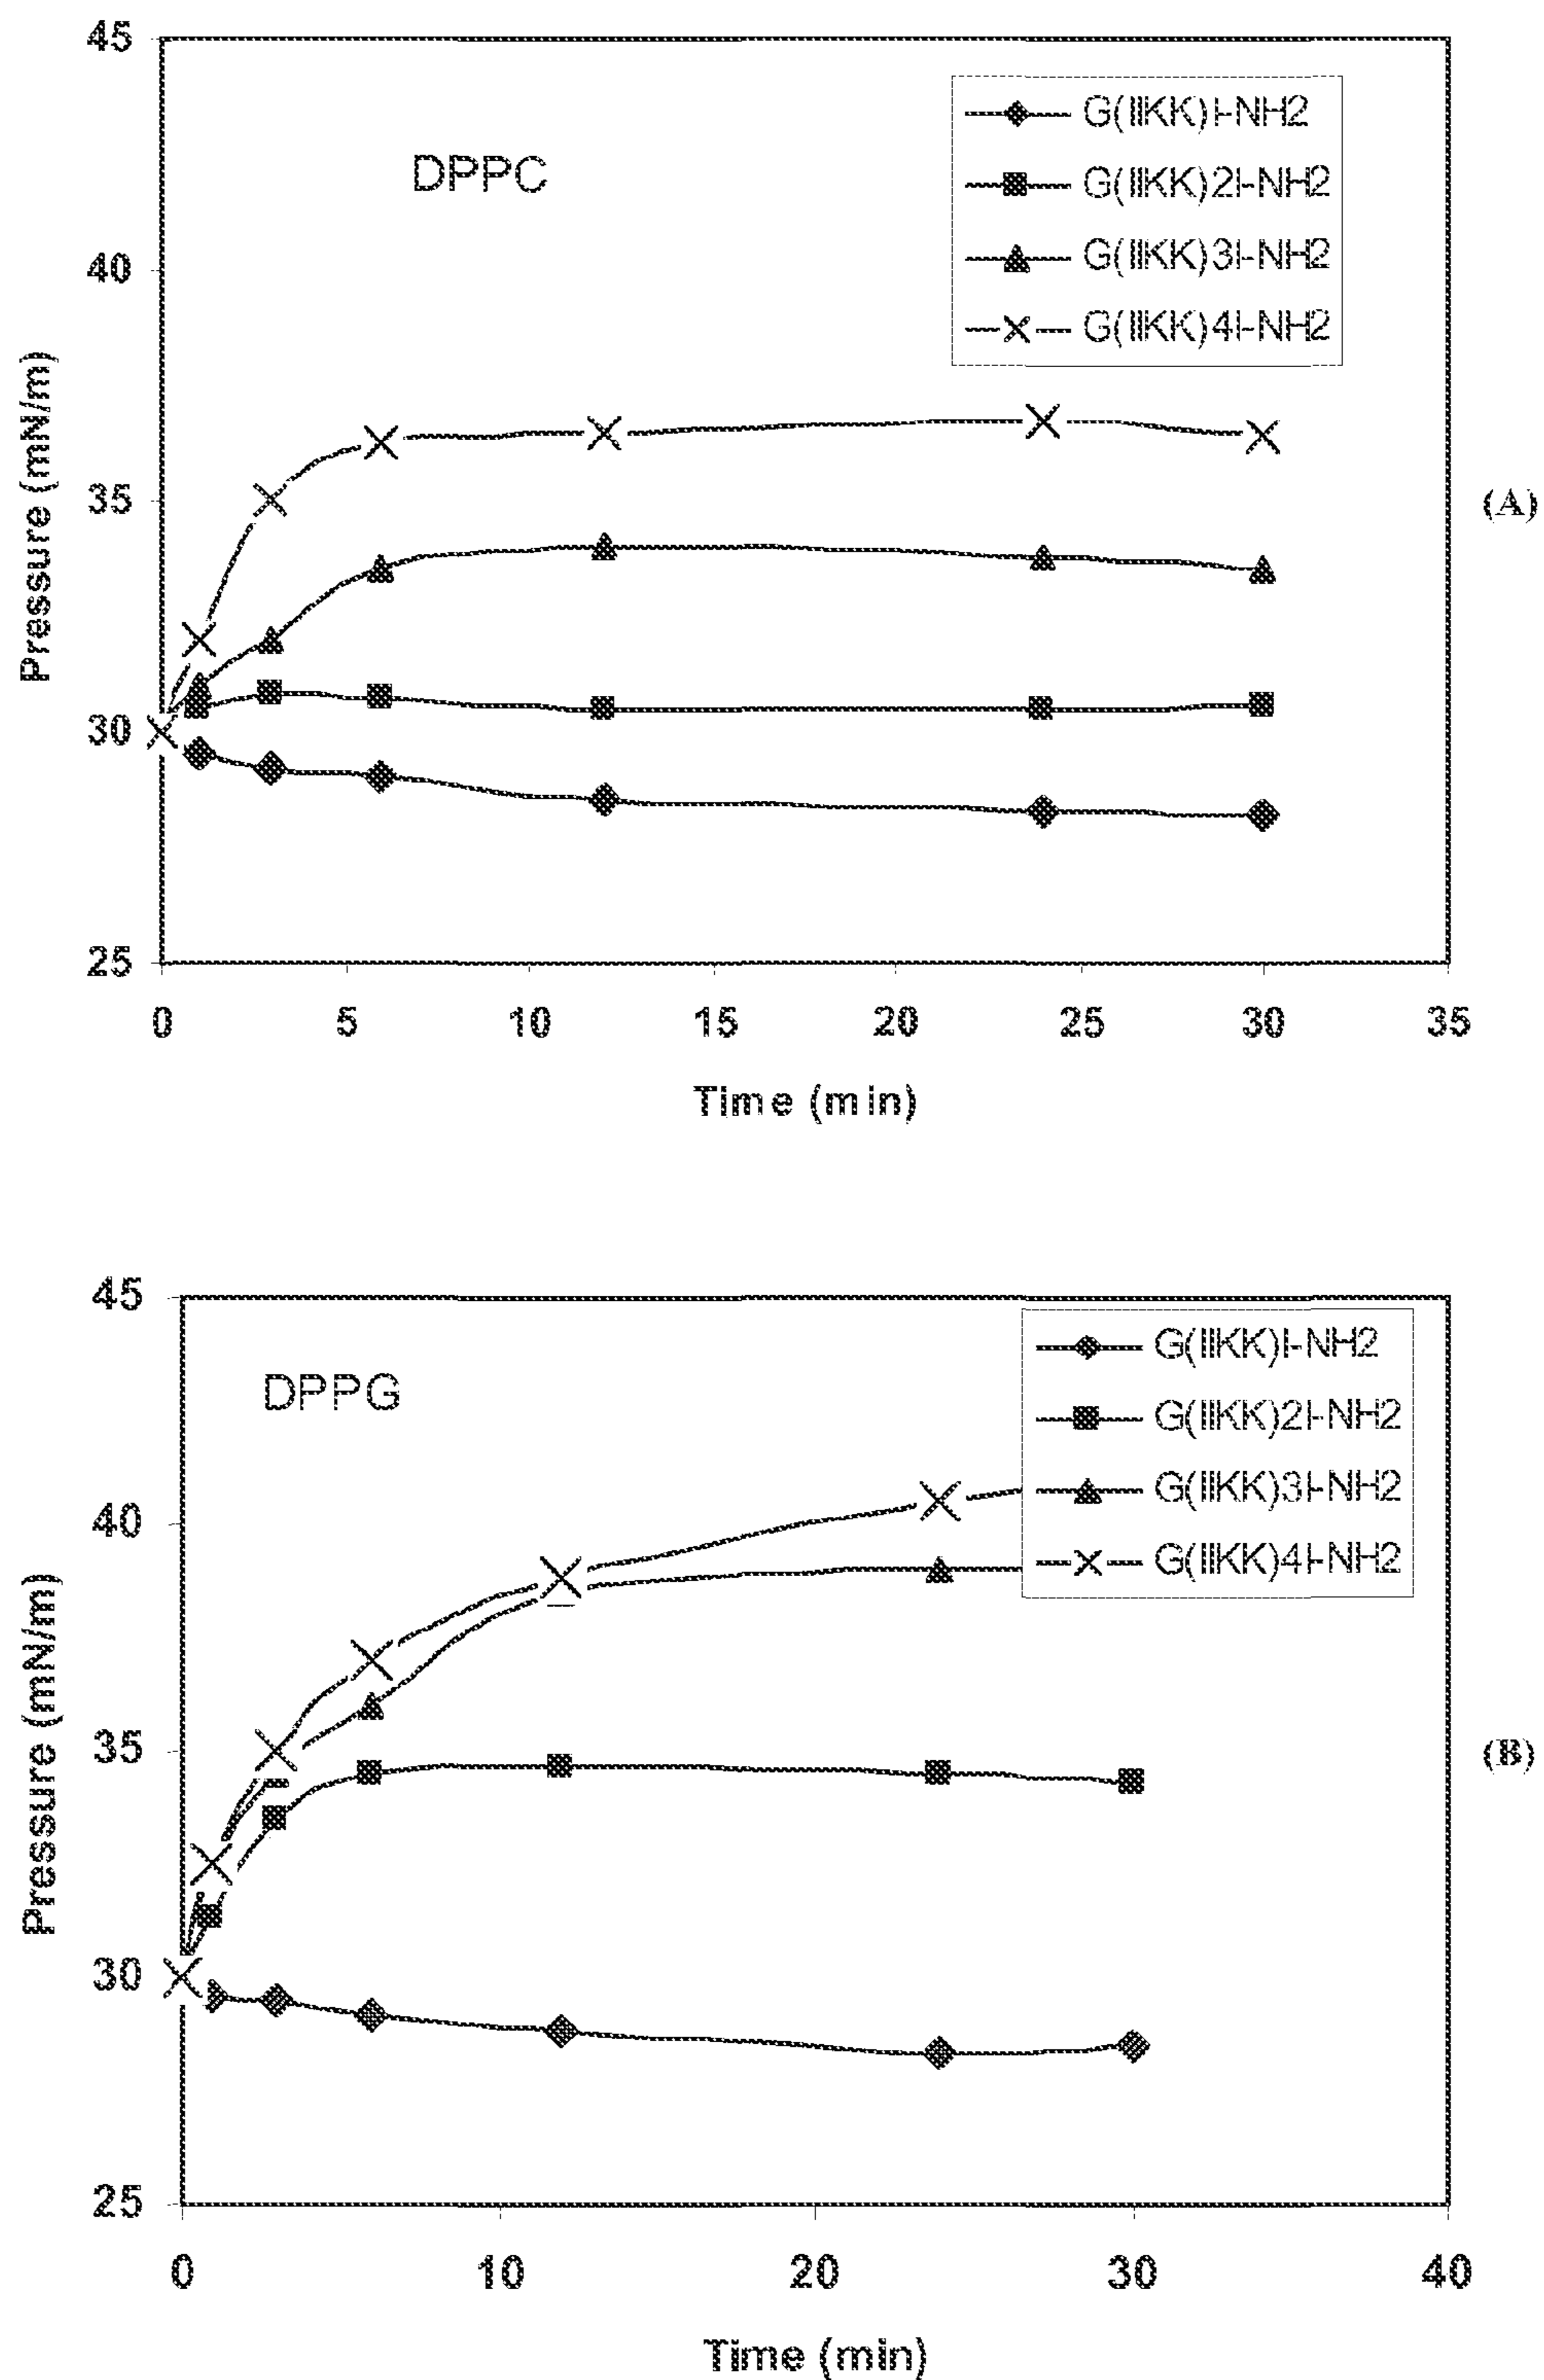 45
DPPC
G(IIKK)I-NH2
G(IIKK)2I-NH2
G(IIKK)3I-NH2
G(IIKK)4I-NH2
40
35
30
25
Pressure (mN/m)
(A)
0 5 10 15 20 25 30 35
Time (min)
45
DPPG
G(IIKK)I-NH2
G(IIKK)2I-NH2
G(IIKK)3I-NH2
G(IIKK)4I-NH2
40
35
30
25
Pressure (mN/m)
(B)
0 10 20 30 40
Time (min)